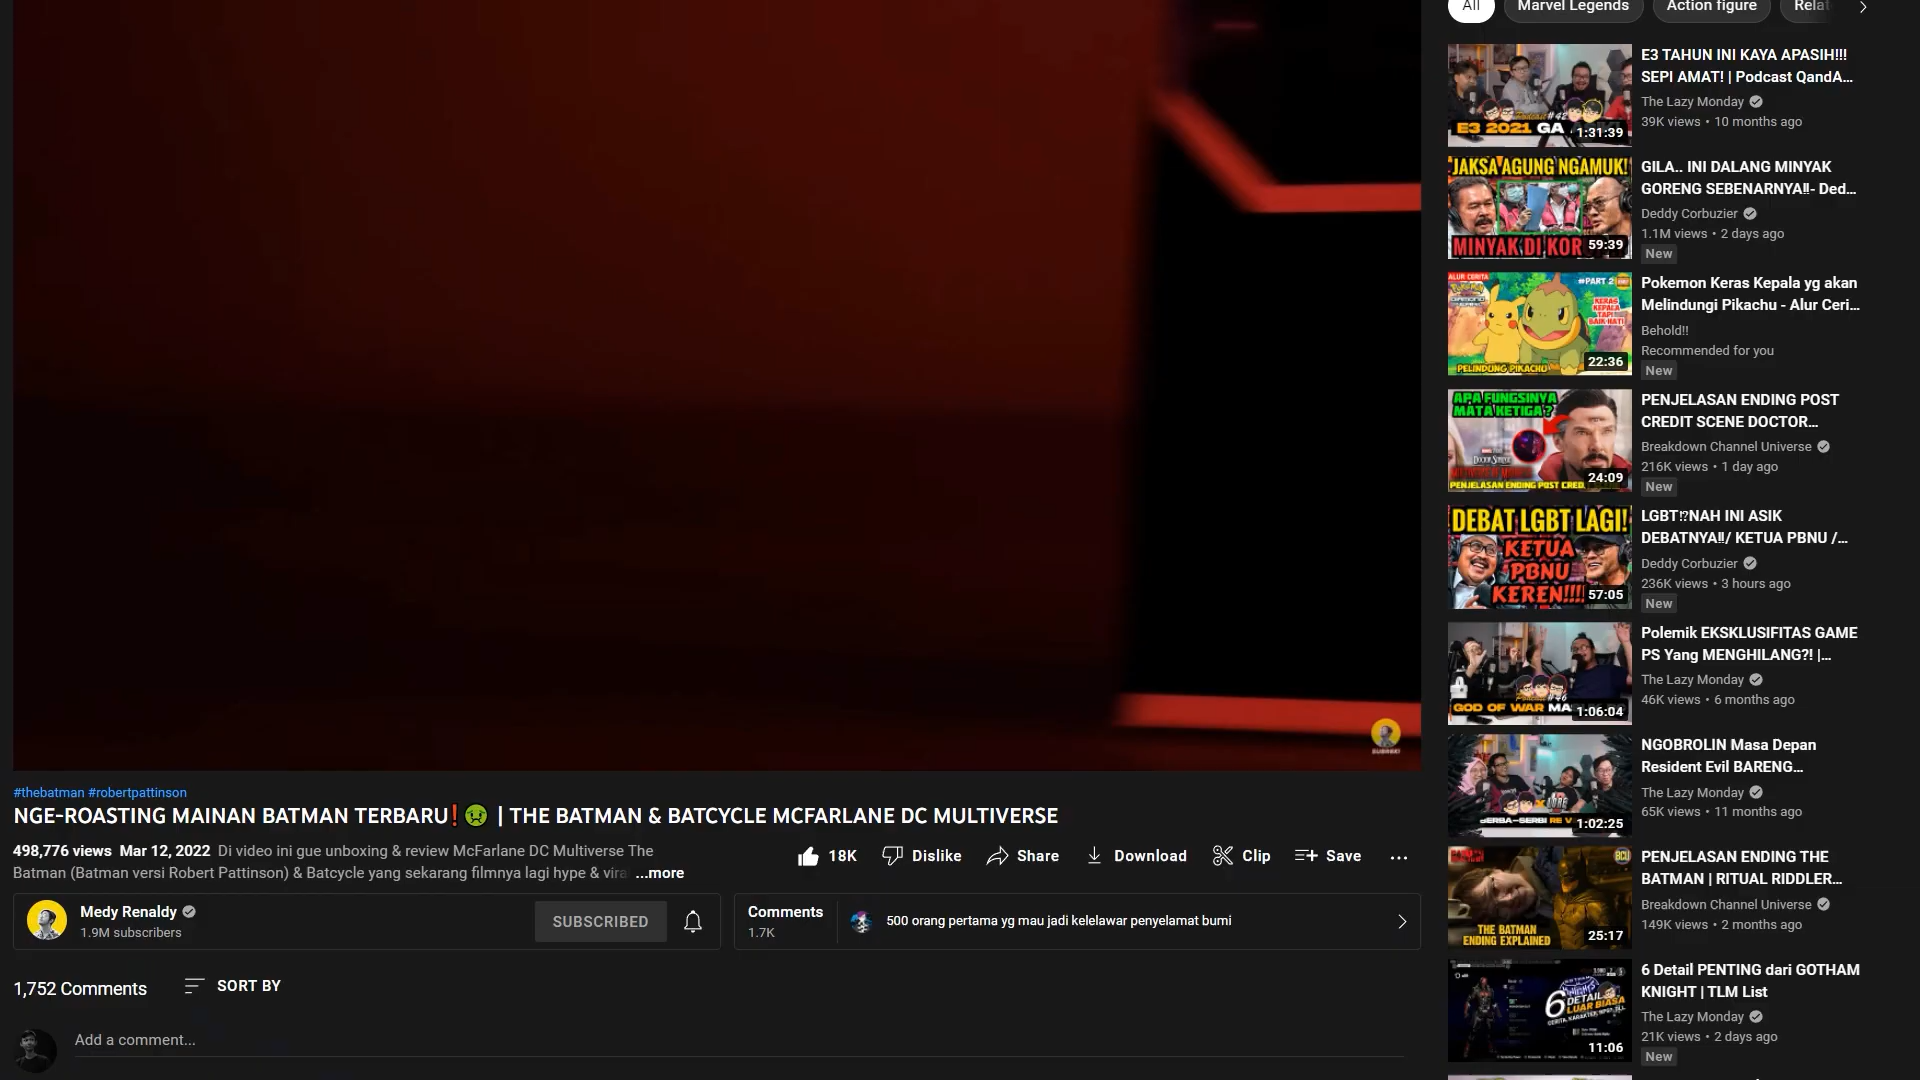 #thebatman #robertpattinson
NGE-ROASTING MAINAN BATMAN TERBARU❗🤢 | THE BATMAN & BATCYCLE MCFARLANE DC MULTIVERSE
498,776 views Mar 12, 2022 Di video ini gue unboxing & review McFarlane DC Multiverse The
Batman (Batman versi Robert Pattinson) & Batcycle yang sekarang filmnya lagi hype & vira ...more
18K Dislike Share Download Clip Save
Medy Renaldy
1.9M subscribers
SUBSCRIBED
Comments
1.7K
500 orang pertama yg mau jadi kelelawar penyelamat bumi
1,752 Comments SORT BY
Add a comment...
All Marvel Legends Action figure Relat
E3 2021 GA
1:31:39
E3 TAHUN INI KAYA APASIH!!!
SEPI AMAT! | Podcast QandA...
The Lazy Monday
39K views • 10 months ago
JAKSA AGUNG NGAMUK!
MINYAK DI KOR
59:39
GILA.. INI DALANG MINYAK
GORENG SEBENARNYA‼- Ded...
Deddy Corbuzier
1.1M views • 2 days ago
New
ALUR CERITA
#PART 2
KERAS
KEPALA
TAPI
BAIK HATI
PELINDUNG PIKACHU
22:36
Pokemon Keras Kepala yg akan
Melindungi Pikachu - Alur Ceri...
Behold!!
Recommended for you
New
APA FUNGSINYA
MATA KETIGA?
PENJELASAN ENDING POST CRED
24:09
PENJELASAN ENDING POST
CREDIT SCENE DOCTOR...
Breakdown Channel Universe
216K views • 1 day ago
New
DEBAT LGBT LAGI!
KETUA
PBNU
KEREN!!!!
57:05
LGBT⁉NAH INI ASIK
DEBATNYA‼/ KETUA PBNU /...
Deddy Corbuzier
236K views • 3 hours ago
New
GOD OF WAR MA
1:06:04
Polemik EKSKLUSIFITAS GAME
PS Yang MENGHILANG?! |...
The Lazy Monday
46K views • 6 months ago
1:02:25
NGOBROLIN Masa Depan
Resident Evil BARENG...
The Lazy Monday
65K views • 11 months ago
BCU
THE BATMAN
ENDING EXPLAINED
25:17
PENJELASAN ENDING THE
BATMAN | RITUAL RIDDLER...
Breakdown Channel Universe
149K views • 2 months ago
6 DETAIL
LUAR BIASA
11:06
6 Detail PENTING dari GOTHAM
KNIGHT | TLM List
The Lazy Monday
21K views • 2 days ago
New